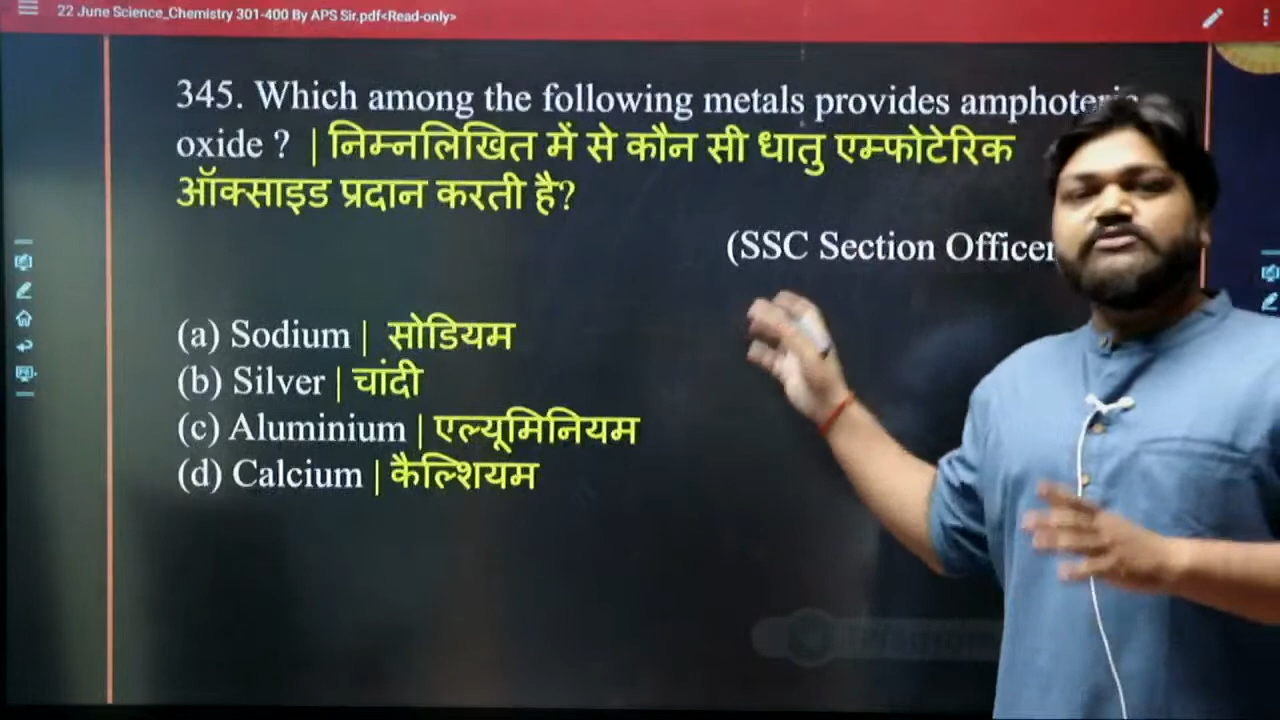 22 June Science_Chemistry 301-400 By APS Sir.pdf<Read-only>
345. Which among the following metals provides
oxide ? | निम्नलिखित में से कौन सी धातु एम्फोटेरिक
ऑक्साइड प्रदान करती है?
(SSC Section Officer
(a) Sodium | सोडियम
(b) Silver | चांदी
(c) Aluminium | एल्यूमिनियम
(d) Calcium | कैल्शियम